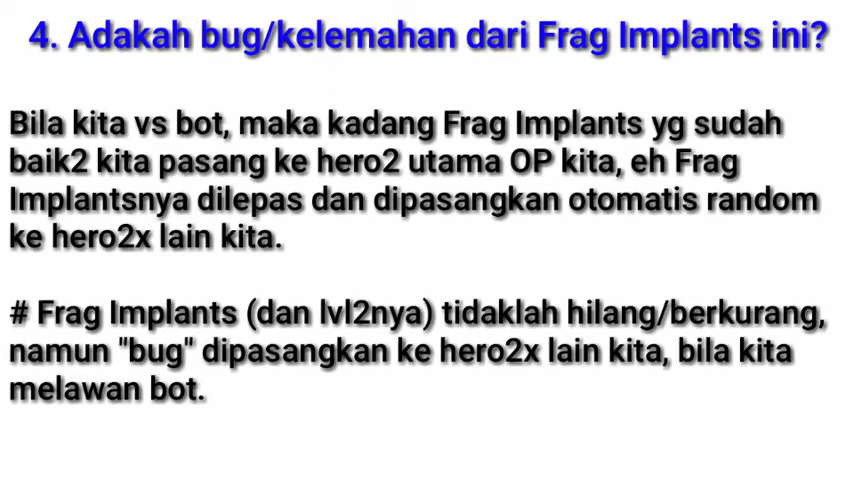 4. Adakah bug/kelemahan dari Frag Implants ini?
Bila kita vs bot, maka kadang Frag Implants yg sudah
baik2 kita pasang ke hero2 utama OP kita, eh Frag
Implantsnya dilepas dan dipasangkan otomatis random
ke hero2x lain kita.
# Frag Implants (dan lvl2nya) tidaklah hilang/berkurang,
namun "bug" dipasangkan ke hero2x lain kita, bila kita
melawan bot.